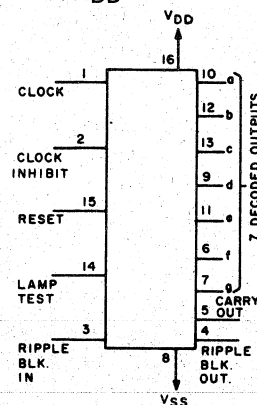 DD
VDD
16
1
CLOCK
2
CLOCK
INHIBIT
15
RESET
14
LAMP
TEST
3
RIPPLE
BLK.
IN
10 a
12 b
13 c
9 d
11 e
6 f
7 g
7 DECODED OUTPUTS
5 CARRY
OUT
4
RIPPLE
BLK.
OUT.
8
VSS